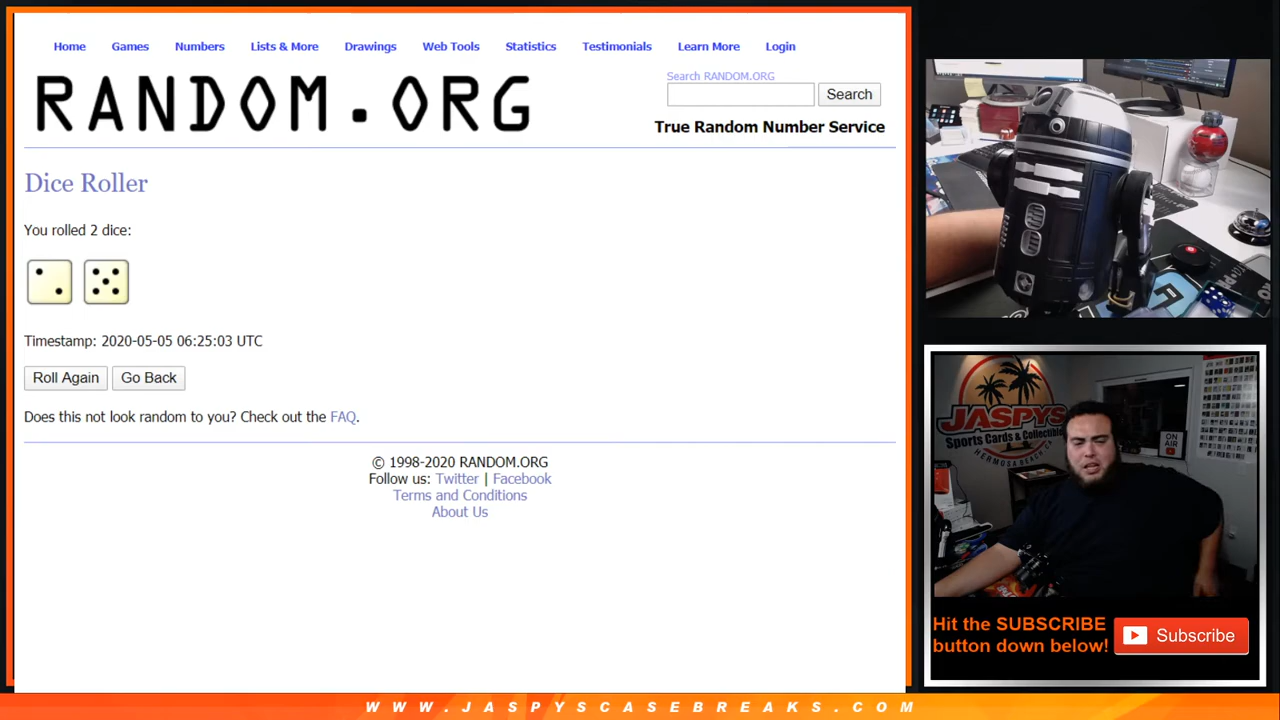 Home Games Numbers Lists & More Drawings Web Tools Statistics Testimonials Learn More Login
RANDOM.ORG
Search RANDOM.ORG
Search
True Random Number Service
Dice Roller
You rolled 2 dice:
Timestamp: 2020-05-05 06:25:03 UTC
Roll Again Go Back
Does this not look random to you? Check out the FAQ.
© 1998-2020 RANDOM.ORG
Follow us: Twitter | Facebook
Terms and Conditions
About Us
JASPYS
Sports Cards & Collectible
HERMOSA BEACH CA
ON
AIR
Hit the SUBSCRIBE
button down below!
Subscribe
WWW.JASPYSCASEBREAKS.COM